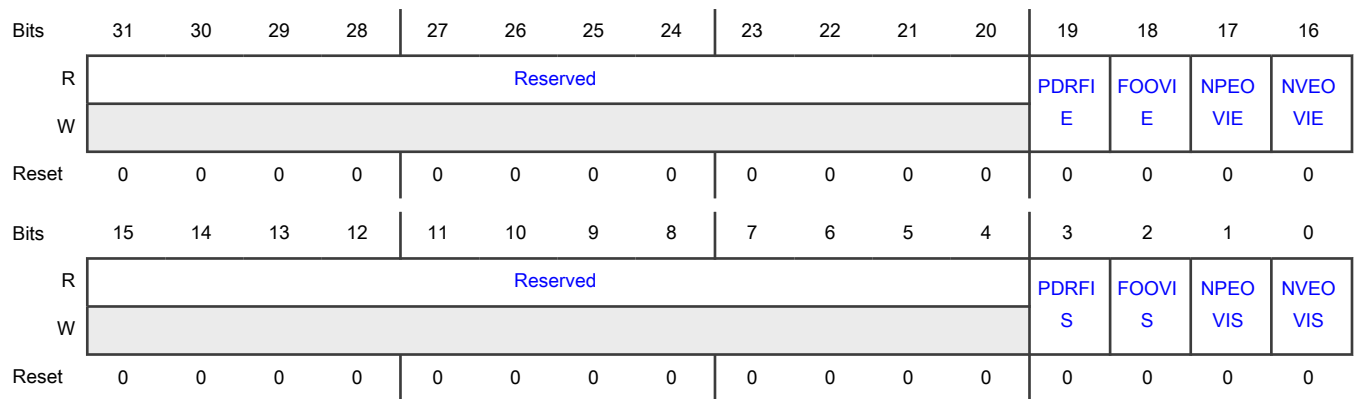 Bits 31 30 29 28 27 26 25 24 23 22 21 20 19 18 17 16
R Reserved PDRFI FOOVI NPEO NVEO
W E E VIE VIE
Reset 0 0 0 0 0 0 0 0 0 0 0 0 0 0 0 0
Bits 15 14 13 12 11 10 9 8 7 6 5 4 3 2 1 0
R Reserved PDRFI FOOVI NPEO NVEO
W S S VIS VIS
Reset 0 0 0 0 0 0 0 0 0 0 0 0 0 0 0 0